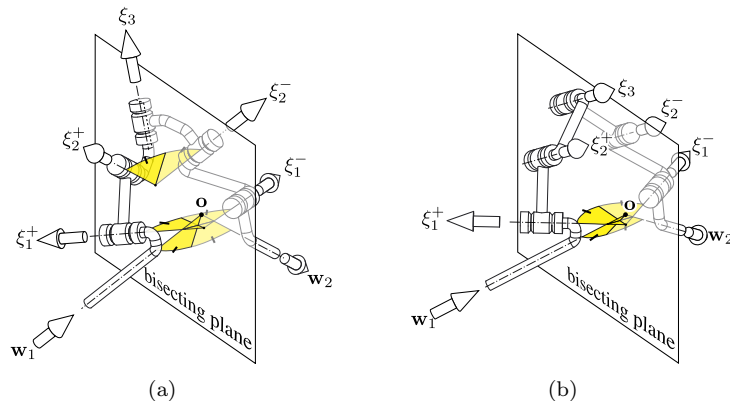 ξ₃
ξ₂⁺
ξ₂⁻
ξ₁⁻
ξ₁⁺
o
w₁
w₂
bisecting plane
(a)
ξ₃
ξ₂⁻
ξ₂⁺
ξ₁⁻
ξ₁⁺
o
w₁
w₂
bisecting plane
(b)